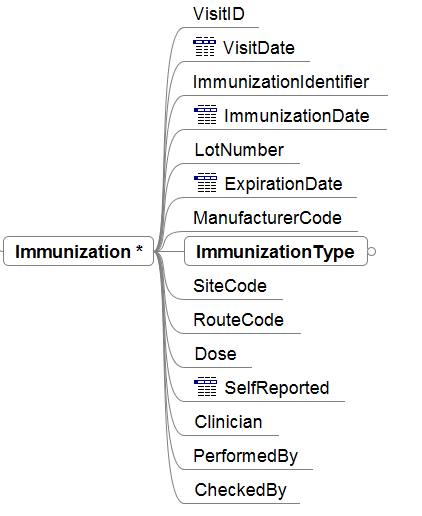 VisitID
VisitDate
ImmunizationIdentifier
ImmunizationDate
LotNumber
ExpirationDate
ManufacturerCode
Immunization *
ImmunizationType
SiteCode
RouteCode
Dose
SelfReported
Clinician
PerformedBy
CheckedBy